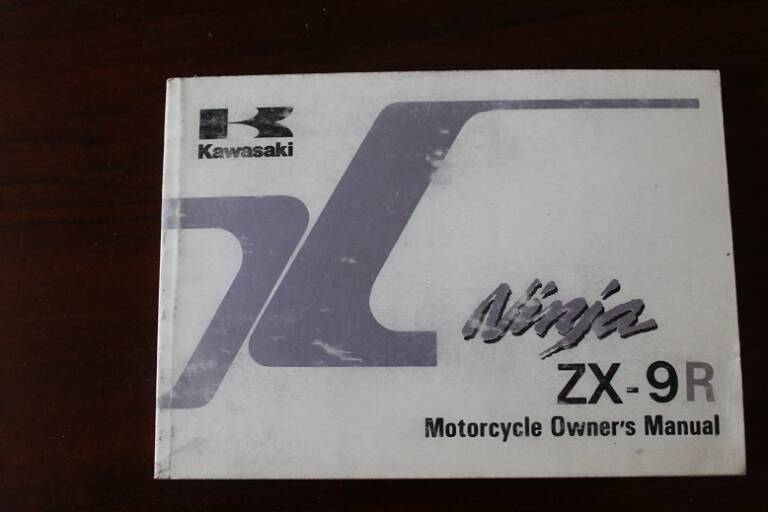 Kawasaki
Ninja
ZX-9R
Motorcycle Owner's Manual